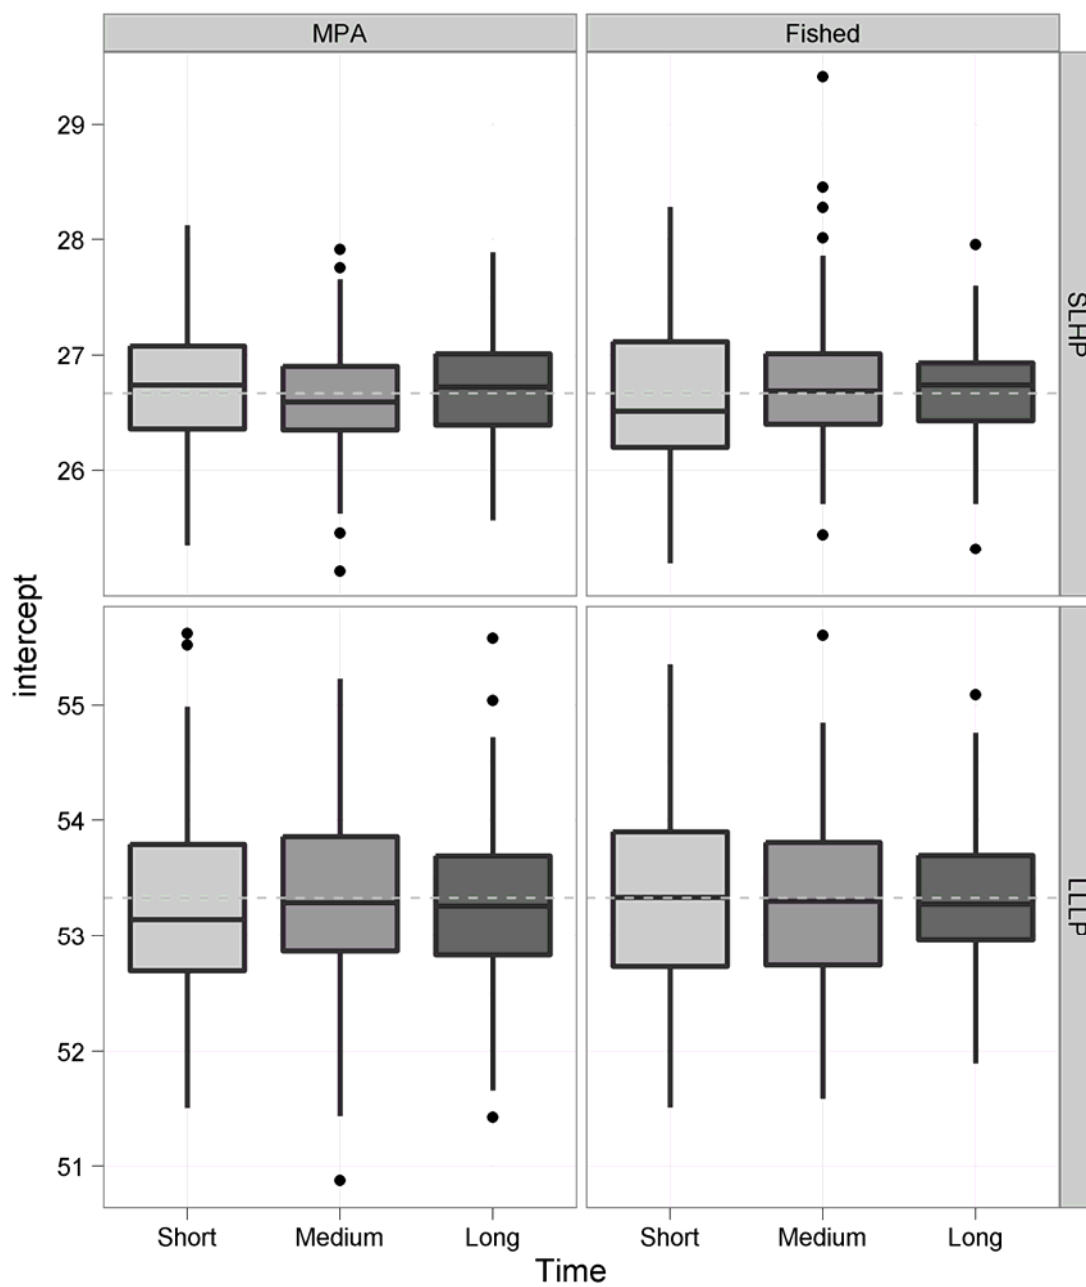 MPA
Fished
29
28
27
26
SLHP
intercept
55
54
53
52
51
LLLP
Short
Medium
Long
Short
Medium
Long
Time